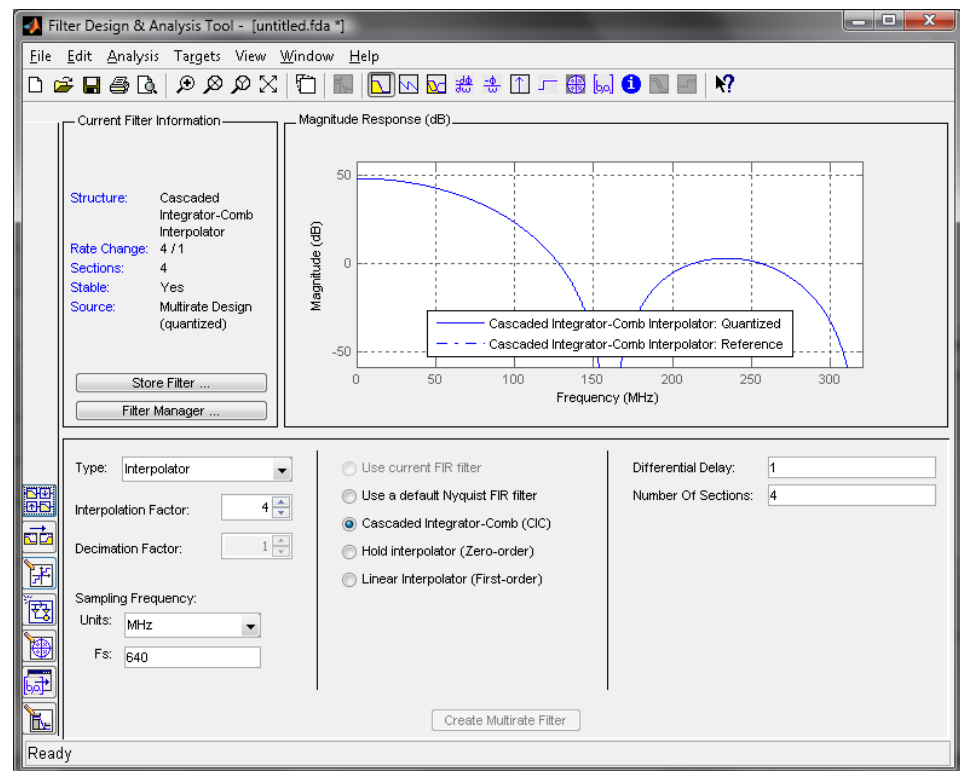 Filter Design & Analysis Tool - [untitled.fda *]
File Edit Analysis Targets View Window Help
Current Filter Information
Structure: Cascaded
Integrator-Comb
Interpolator
Rate Change: 4 / 1
Sections: 4
Stable: Yes
Source: Multirate Design
(quantized)
Store Filter ...
Filter Manager ...
Magnitude Response (dB)
50
0
-50
Magnitude (dB)
Cascaded Integrator-Comb Interpolator: Quantized
Cascaded Integrator-Comb Interpolator: Reference
0 50 100 150 200 250 300
Frequency (MHz)
Type: Interpolator
Interpolation Factor: 4
Decimation Factor: 1
Sampling Frequency:
Units: MHz
Fs: 640
Use current FIR filter
Use a default Nyquist FIR filter
Cascaded Integrator-Comb (CIC)
Hold interpolator (Zero-order)
Linear Interpolator (First-order)
Differential Delay: 1
Number Of Sections: 4
Create Multirate Filter
Ready